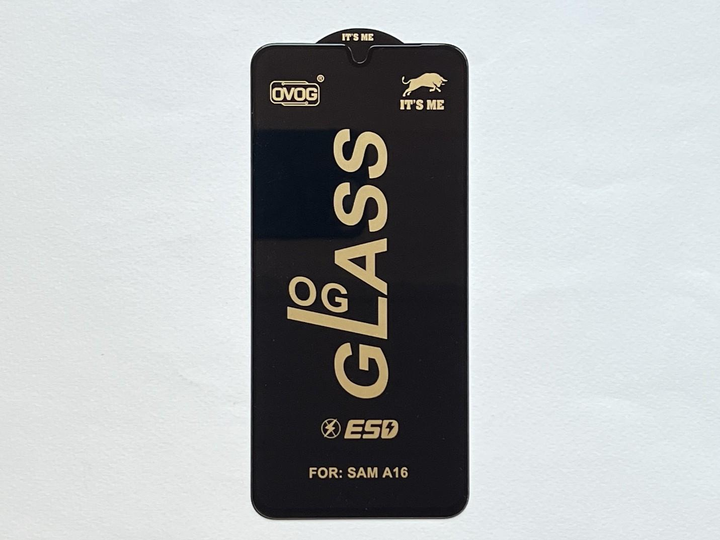 IT'S ME
OVOG®
IT'S ME
OG
GLASS
ESD
FOR: SAM A16